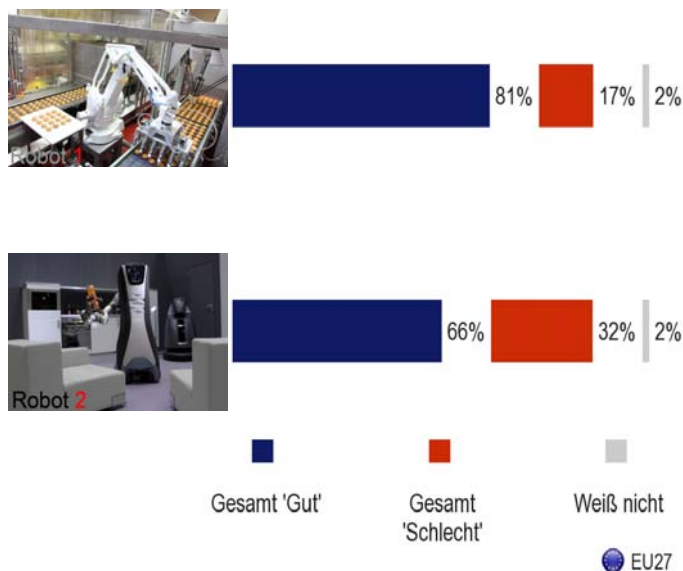 81%
17%
2%
Robot 1
66%
32%
2%
Robot 2
Gesamt 'Gut'
Gesamt
'Schlecht'
Weiß nicht
EU27